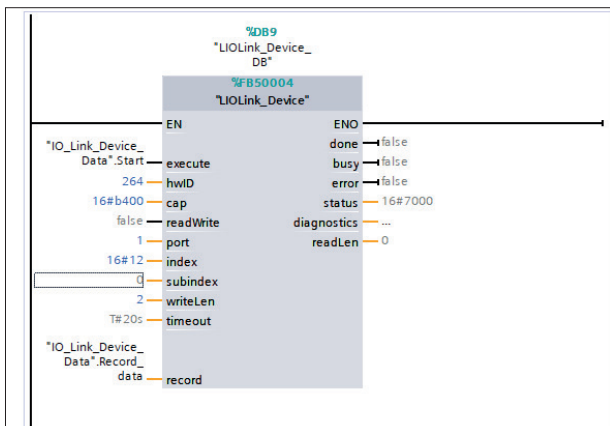 %DB9
"LIOLink_Device_
DB"
%FB50004
"LIOLink_Device"
EN ENO
done false
"IO_Link_Device_
Data".Start execute busy false
264 hwID error false
16#b400 cap status 16#7000
false readWrite diagnostics ...
1 port readLen 0
16#12 index
0 subindex
2 writeLen
T#20s timeout
"IO_Link_Device_
Data".Record_
data record